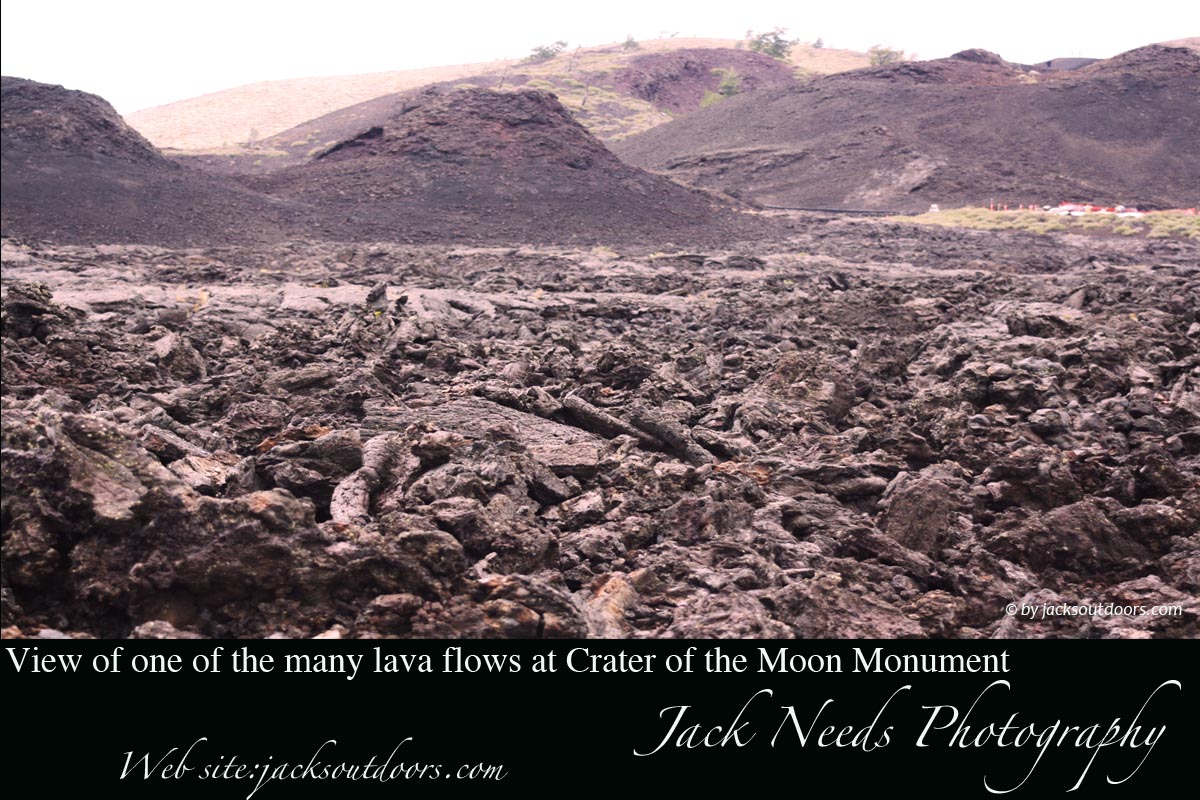 © by jacksoutdoors.com
View of one of the many lava flows at Crater of the Moon Monument
Jack Needs Photography
Web site:jacksoutdoors.com